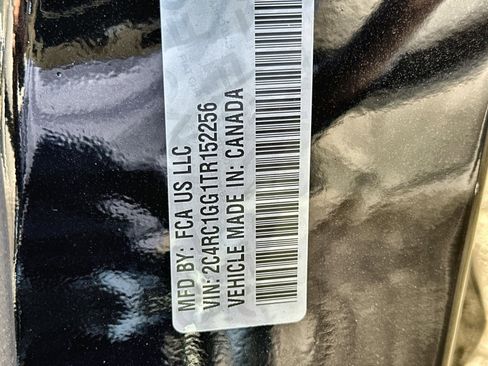 MFD BY: FCA US LLC
VIN: 2C4RC1GG1TR152256
VEHICLE MADE IN: CANADA